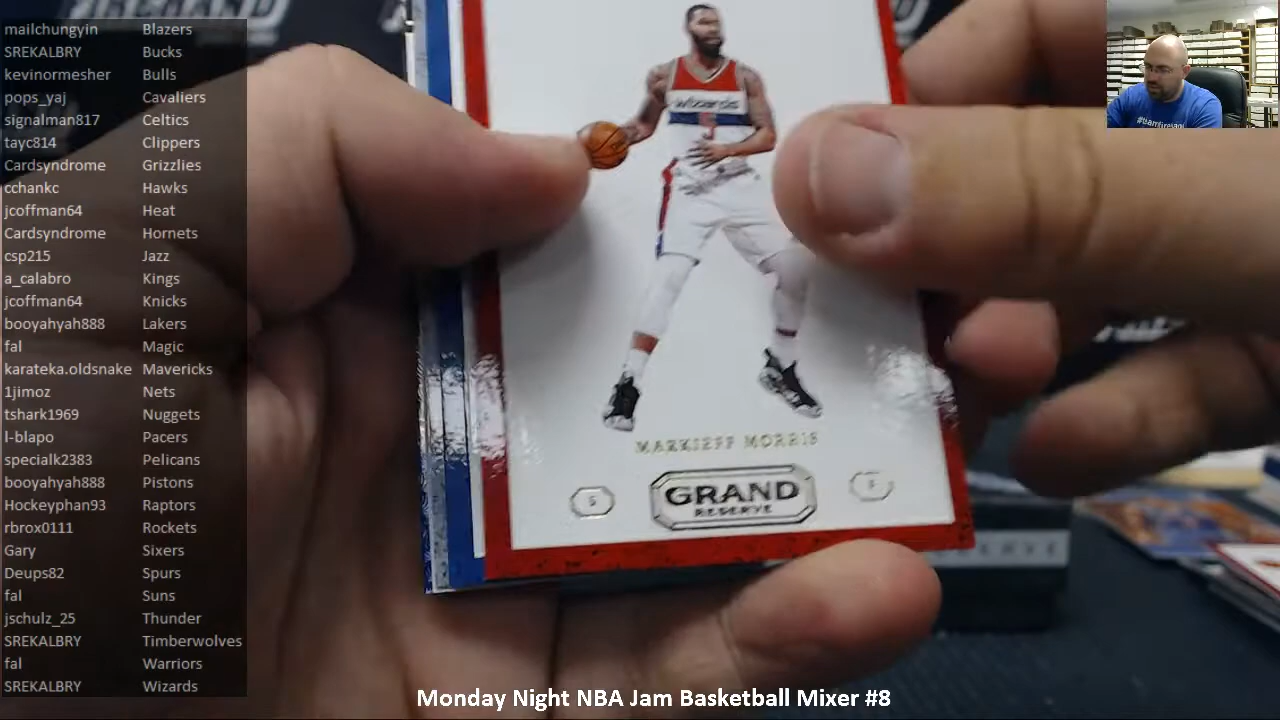 mailchungyin Blazers
SREKALBRY Bucks
kevinormesher Bulls
pops_yaj Cavaliers
signalman817 Celtics
tayc814 Clippers
Cardsyndrome Grizzlies
cchankc Hawks
jcoffman64 Heat
Cardsyndrome Hornets
csp215 Jazz
a_calabro Kings
jcoffman64 Knicks
booyahyah888 Lakers
fal Magic
karateka.oldsnake Mavericks
1jimoz Nets
tshark1969 Nuggets
l-blapo Pacers
specialk2383 Pelicans
booyahyah888 Pistons
Hockeyphan93 Raptors
rbrox0111 Rockets
Gary Sixers
Deups82 Spurs
fal Suns
jschulz_25 Thunder
SREKALBRY Timberwolves
fal Warriors
SREKALBRY Wizards
wizards
5
MARKIEFF MORRIS
5 F
GRAND
RESERVE
Monday Night NBA Jam Basketball Mixer #8